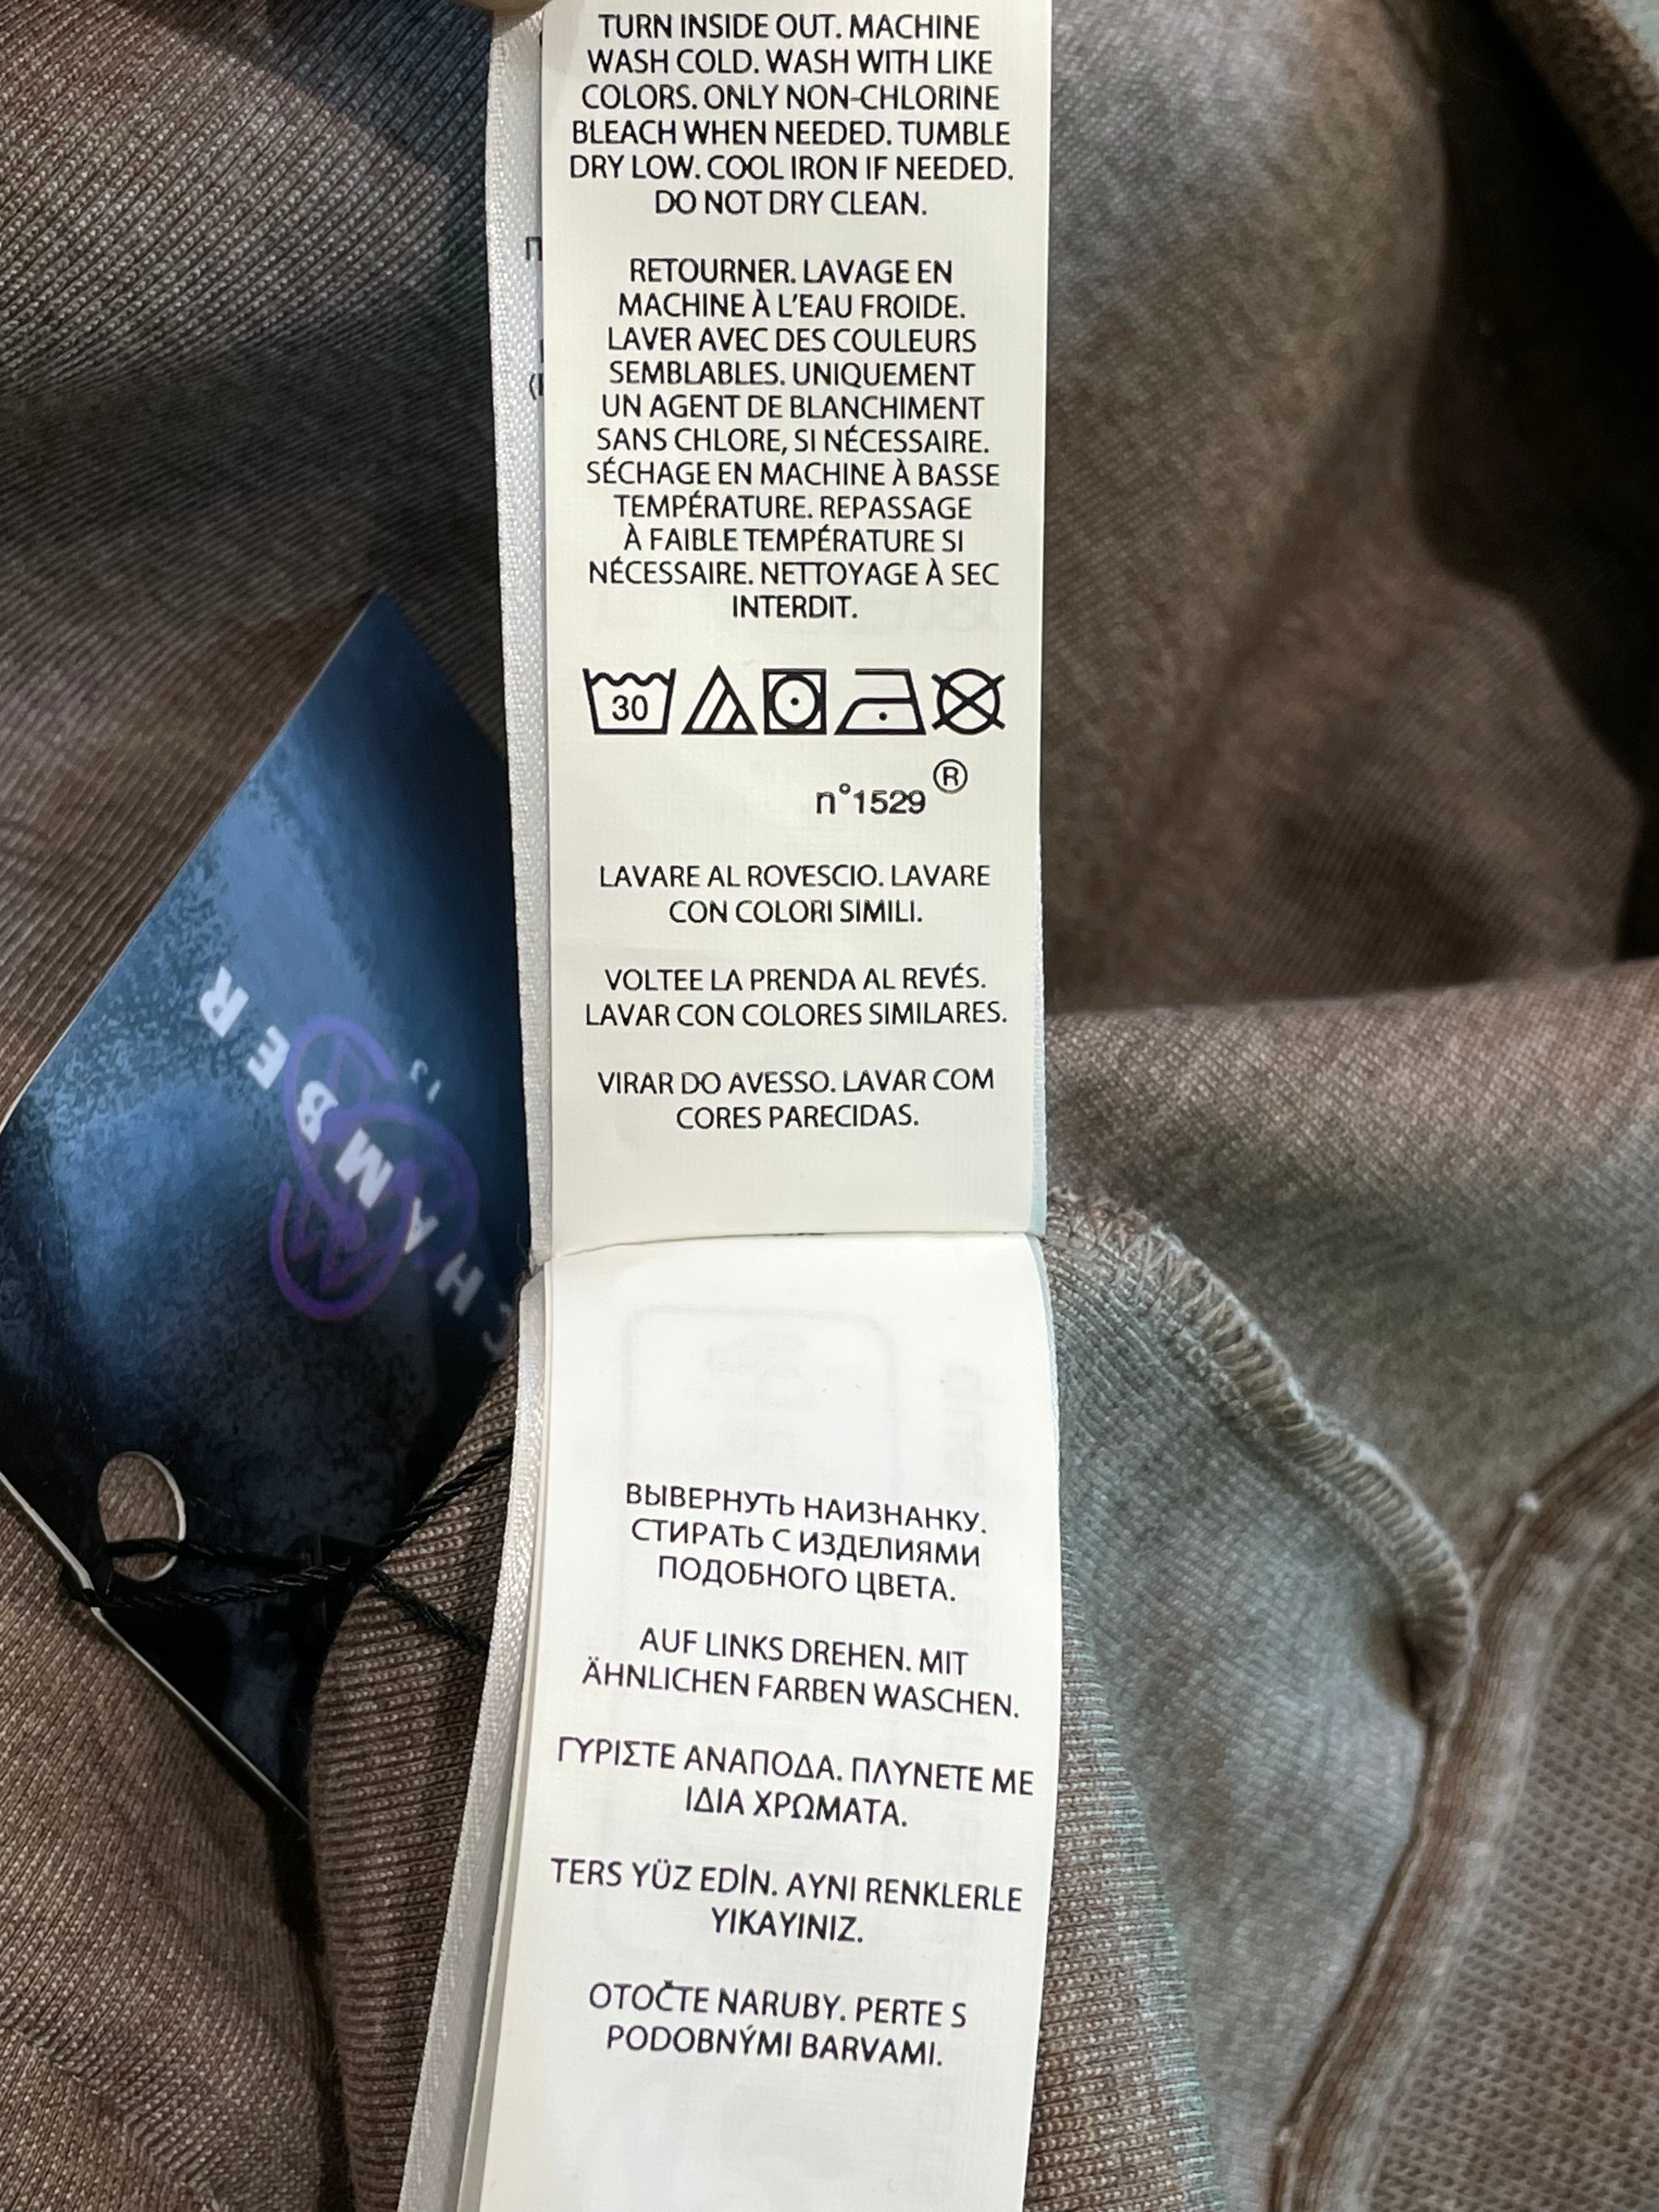 TURN INSIDE OUT. MACHINE
WASH COLD. WASH WITH LIKE
COLORS. ONLY NON-CHLORINE
BLEACH WHEN NEEDED. TUMBLE
DRY LOW. COOL IRON IF NEEDED.
DO NOT DRY CLEAN.
RETOURNER. LAVAGE EN
MACHINE À L'EAU FROIDE.
LAVER AVEC DES COULEURS
SEMBLABLES. UNIQUEMENT
UN AGENT DE BLANCHIMENT
SANS CHLORE, SI NÉCESSAIRE.
SÉCHAGE EN MACHINE À BASSE
TEMPÉRATURE. REPASSAGE
À FAIBLE TEMPÉRATURE SI
NÉCESSAIRE. NETTOYAGE À SEC
INTERDIT.
30
n°1529 ®
LAVARE AL ROVESCIO. LAVARE
CON COLORI SIMILI.
VOLTEE LA PRENDA AL REVÉS.
LAVAR CON COLORES SIMILARES.
VIRAR DO AVESSO. LAVAR COM
CORES PARECIDAS.
ВЫВЕРНУТЬ НАИЗНАНКУ.
СТИРАТЬ С ИЗДЕЛИЯМИ
ПОДОБНОГО ЦВЕТА.
AUF LINKS DREHEN. MIT
ÄHNLICHEN FARBEN WASCHEN.
ΓΥΡΙΣΤΕ ΑΝΑΠΟΔΑ. ΠΛΥΝΕΤΕ ΜΕ
ΙΔΙΑ ΧΡΩΜΑΤΑ.
TERS YÜZ EDİN. AYNI RENKLERLE
YIKAYINIZ.
OTOČTE NARUBY. PERTE S
PODOBNÝMI BARVAMI.
CHAMBER
13